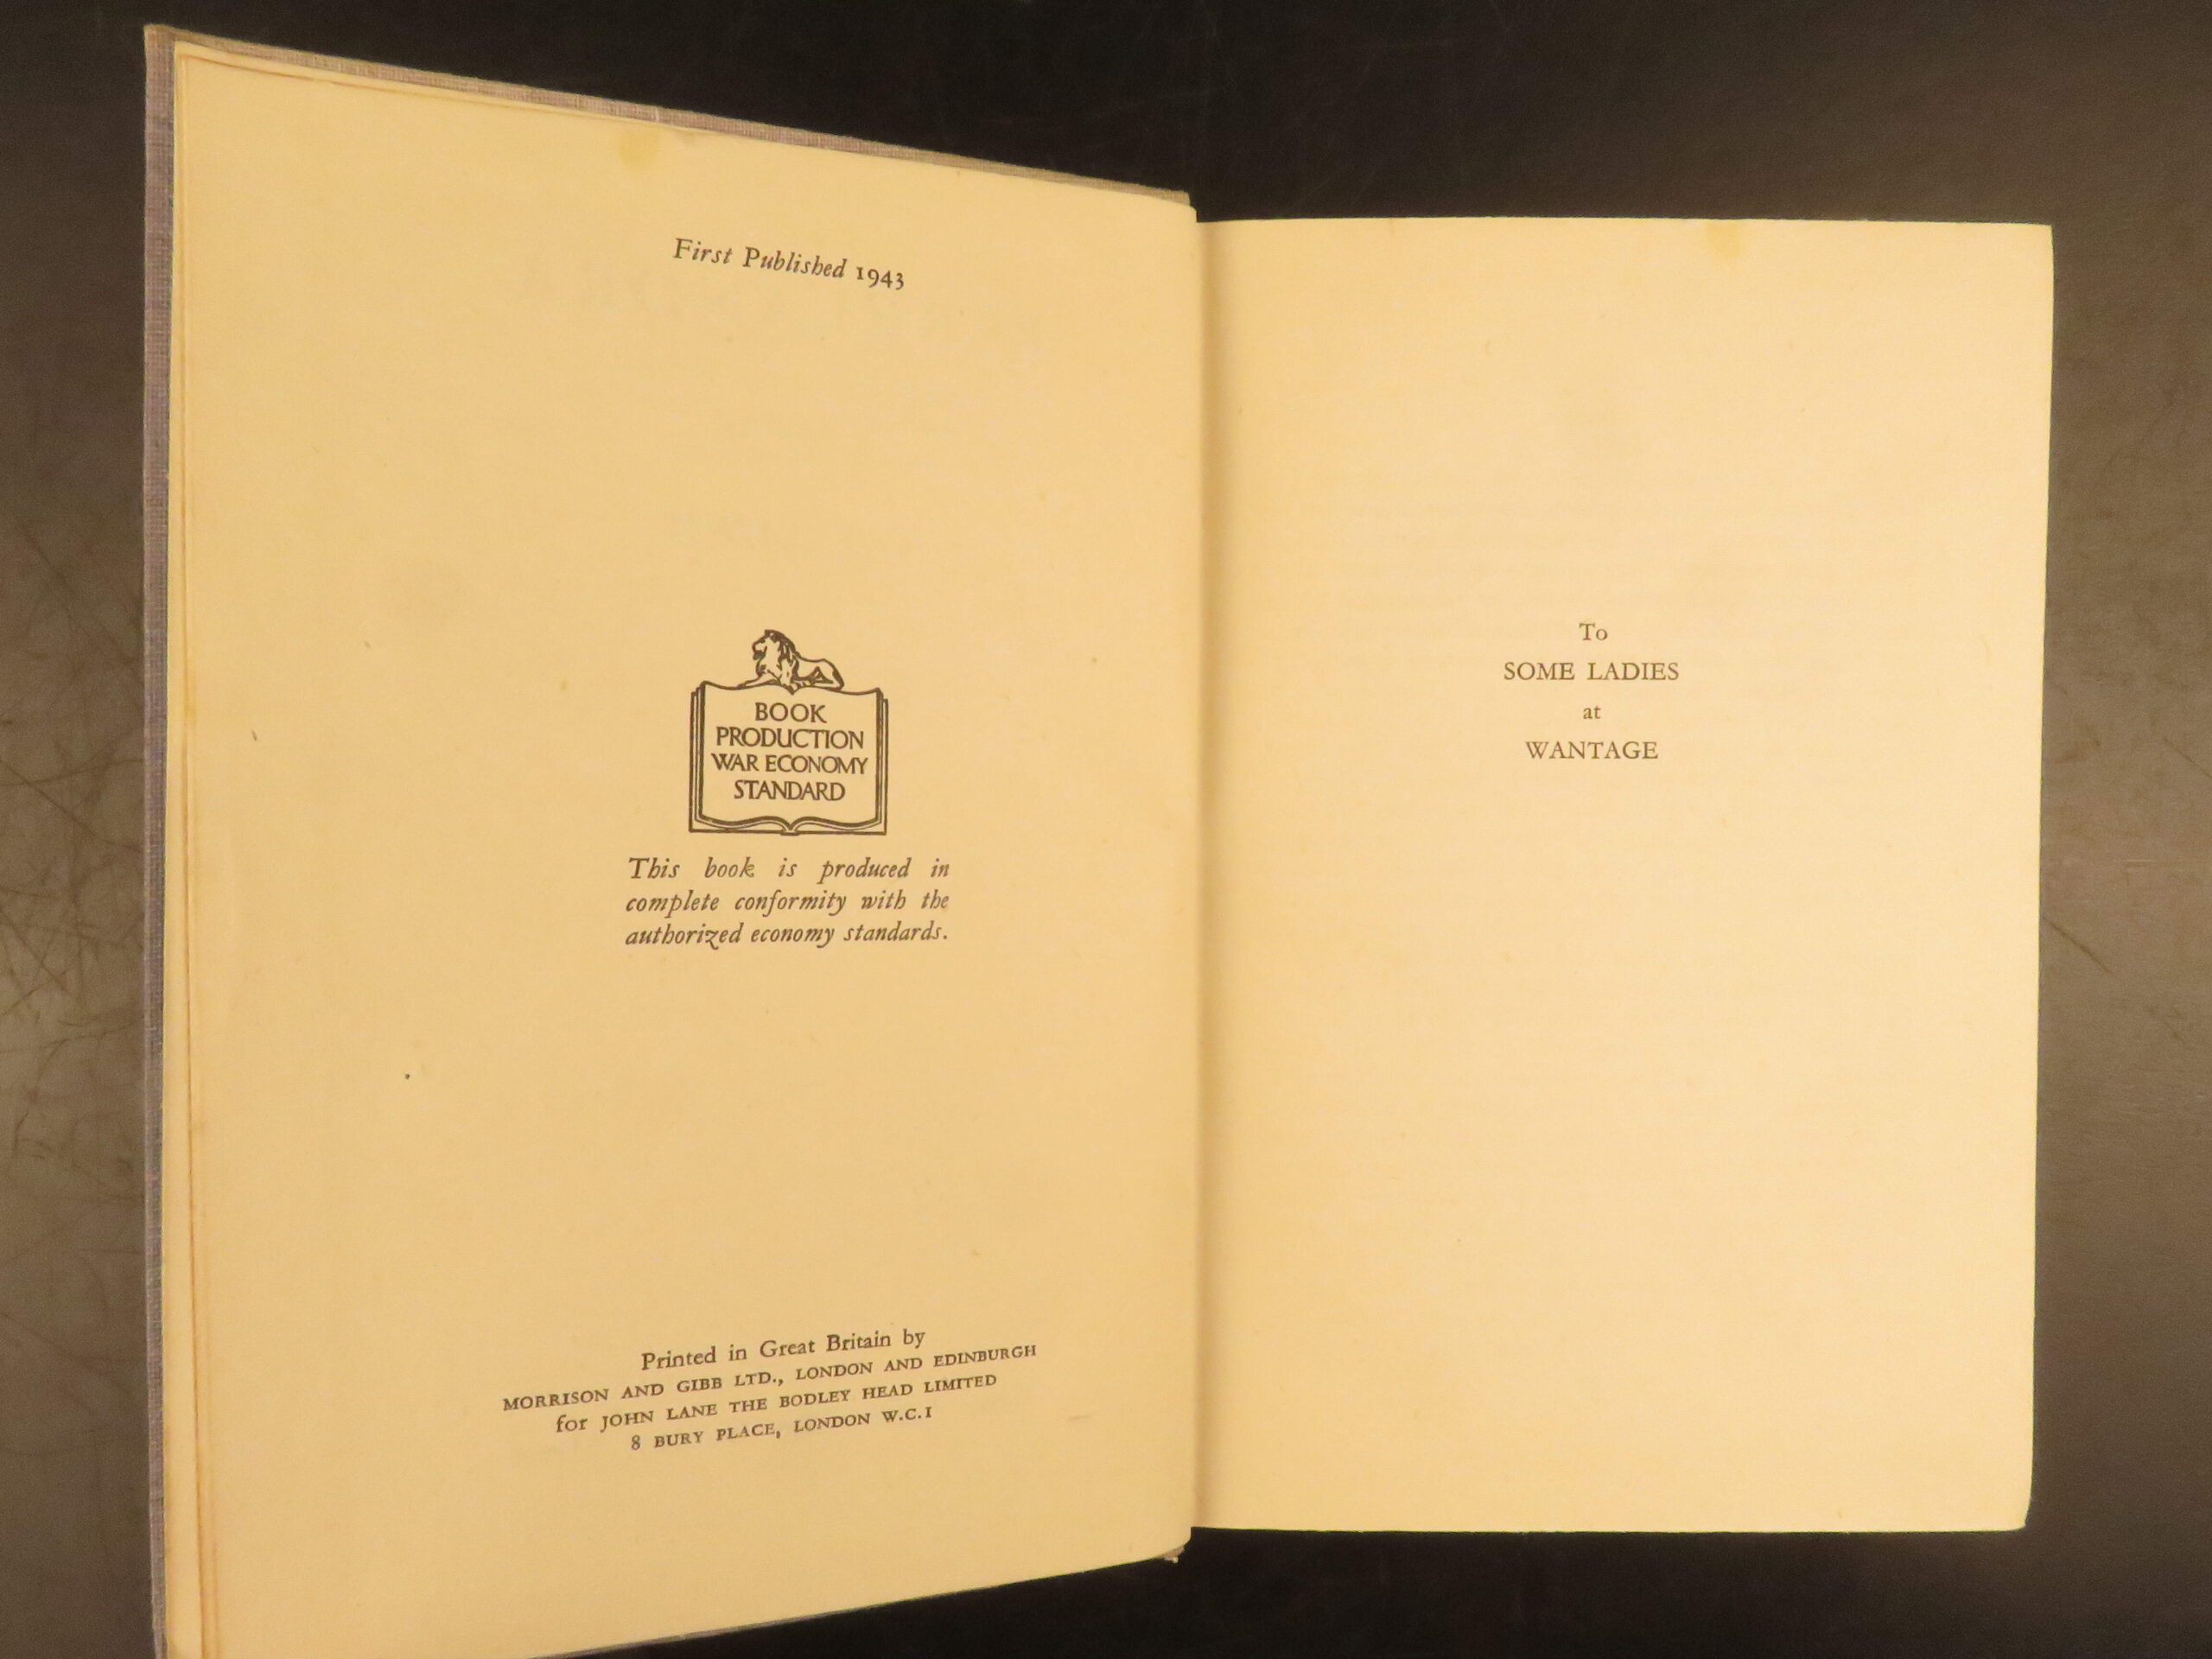 First Published 1943
BOOK
PRODUCTION
WAR ECONOMY
STANDARD
This book is produced in
complete conformity with the
authorized economy standards.
Printed in Great Britain by
MORRISON AND GIBB LTD., LONDON AND EDINBURGH
for JOHN LANE THE BODLEY HEAD LIMITED
8 BURY PLACE, LONDON W.C.1
To
SOME LADIES
at
WANTAGE